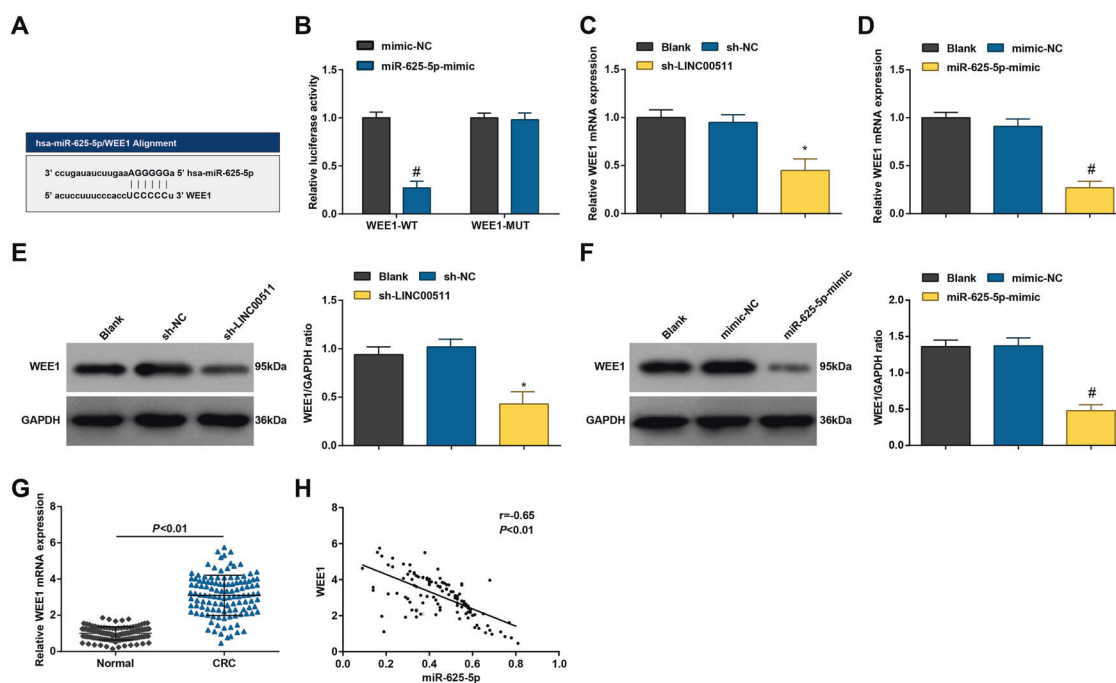 A
hsa-miR-625-5p/WEE1 Alignment
3' ccugauaucuugaaAGGGGGa 5' hsa-miR-625-5p
5' acuccuuucccaccUCCCCCu 3' WEE1
B
mimic-NC
miR-625-5p-mimic
Relative luciferase activity
1.5
1.0
0.5
0.0
#
WEE1-WT
WEE1-MUT
C
Blank
sh-NC
sh-LINC00511
Relative WEE1 mRNA expression
1.5
1.0
0.5
0.0
*
D
Blank
mimic-NC
miR-625-5p-mimic
Relative WEE1 mRNA expression
1.5
1.0
0.5
0.0
#
E
Blank
sh-NC
sh-LINC00511
WEE1
95kDa
GAPDH
36kDa
Blank
sh-NC
sh-LINC00511
WEE1/GAPDH ratio
1.5
1.0
0.5
0.0
*
F
Blank
mimic-NC
miR-625-5p-mimic
WEE1
95kDa
GAPDH
36kDa
Blank
mimic-NC
miR-625-5p-mimic
WEE1/GAPDH ratio
2.0
1.5
1.0
0.5
0.0
#
G
Relative WEE1 mRNA expression
8
6
4
2
0
P<0.01
Normal
CRC
H
WEE1
8
6
4
2
0
r=-0.65
P<0.01
0.0
0.2
0.4
0.6
0.8
1.0
miR-625-5p